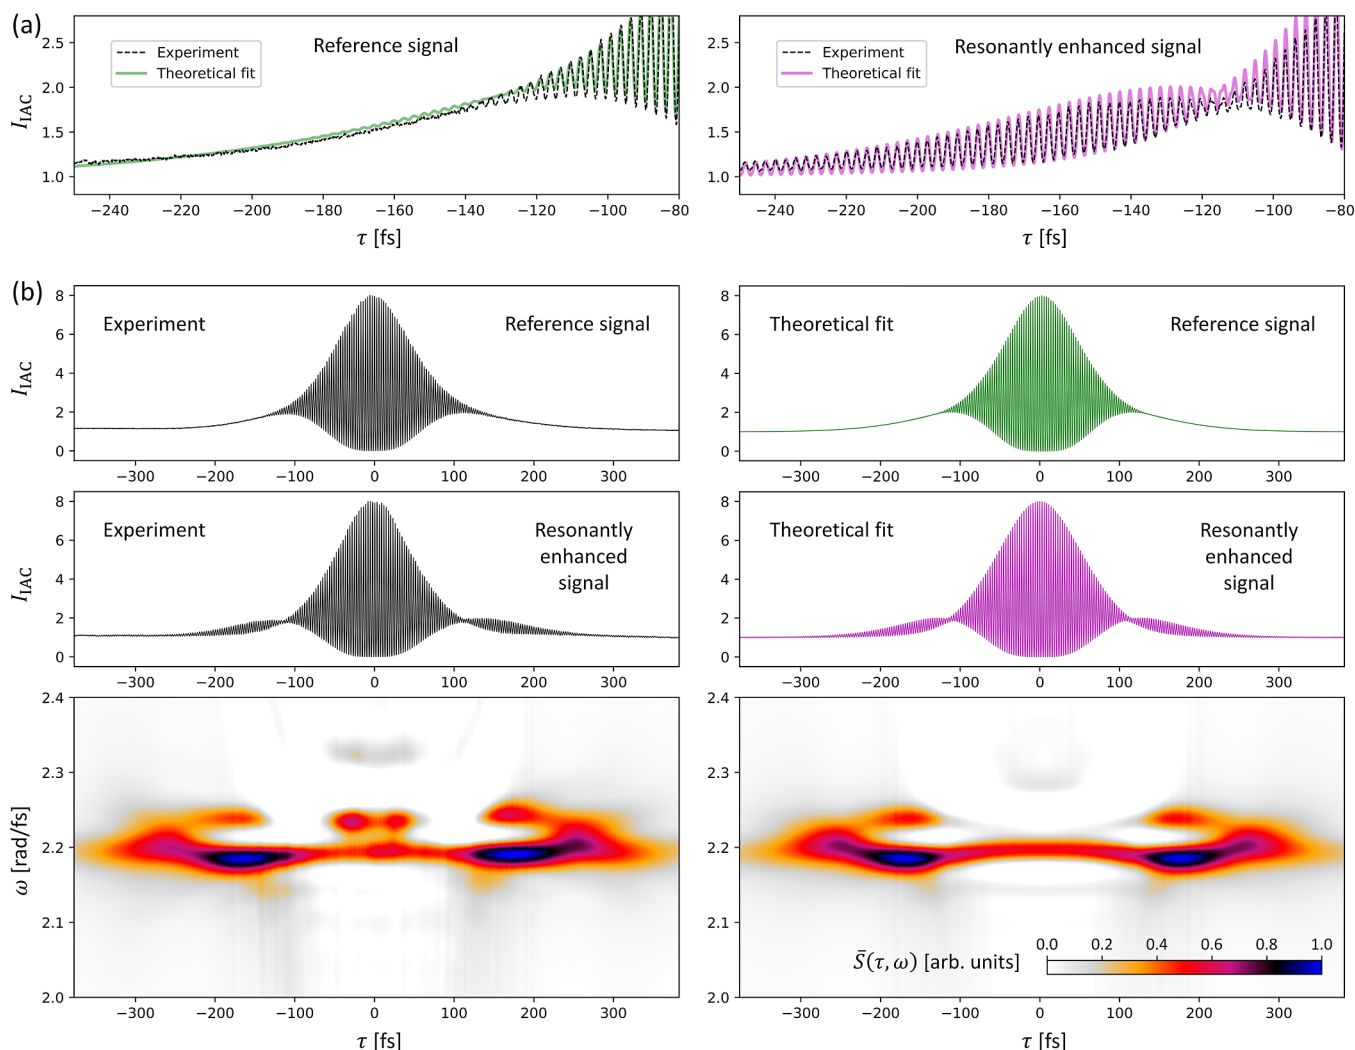 (a)
2.5
2.0
1.5
1.0
I_IAC
Experiment
Theoretical fit
Reference signal
−240 −220 −200 −180 −160 −140 −120 −100 −80
τ [fs]
2.5
2.0
1.5
1.0
Experiment
Theoretical fit
Resonantly enhanced signal
−240 −220 −200 −180 −160 −140 −120 −100 −80
τ [fs]
(b)
8
6
4
2
0
I_IAC
Experiment
Reference signal
−300 −200 −100 0 100 200 300
8
6
4
2
0
Theoretical fit
Reference signal
−300 −200 −100 0 100 200 300
8
6
4
2
0
I_IAC
Experiment
Resonantly
enhanced
signal
−300 −200 −100 0 100 200 300
8
6
4
2
0
Theoretical fit
Resonantly
enhanced
signal
−300 −200 −100 0 100 200 300
2.4
2.3
2.2
2.1
2.0
ω [rad/fs]
−300 −200 −100 0 100 200 300
τ [fs]
2.4
2.3
2.2
2.1
2.0
0.0 0.2 0.4 0.6 0.8 1.0
S̄(τ, ω) [arb. units]
−300 −200 −100 0 100 200 300
τ [fs]